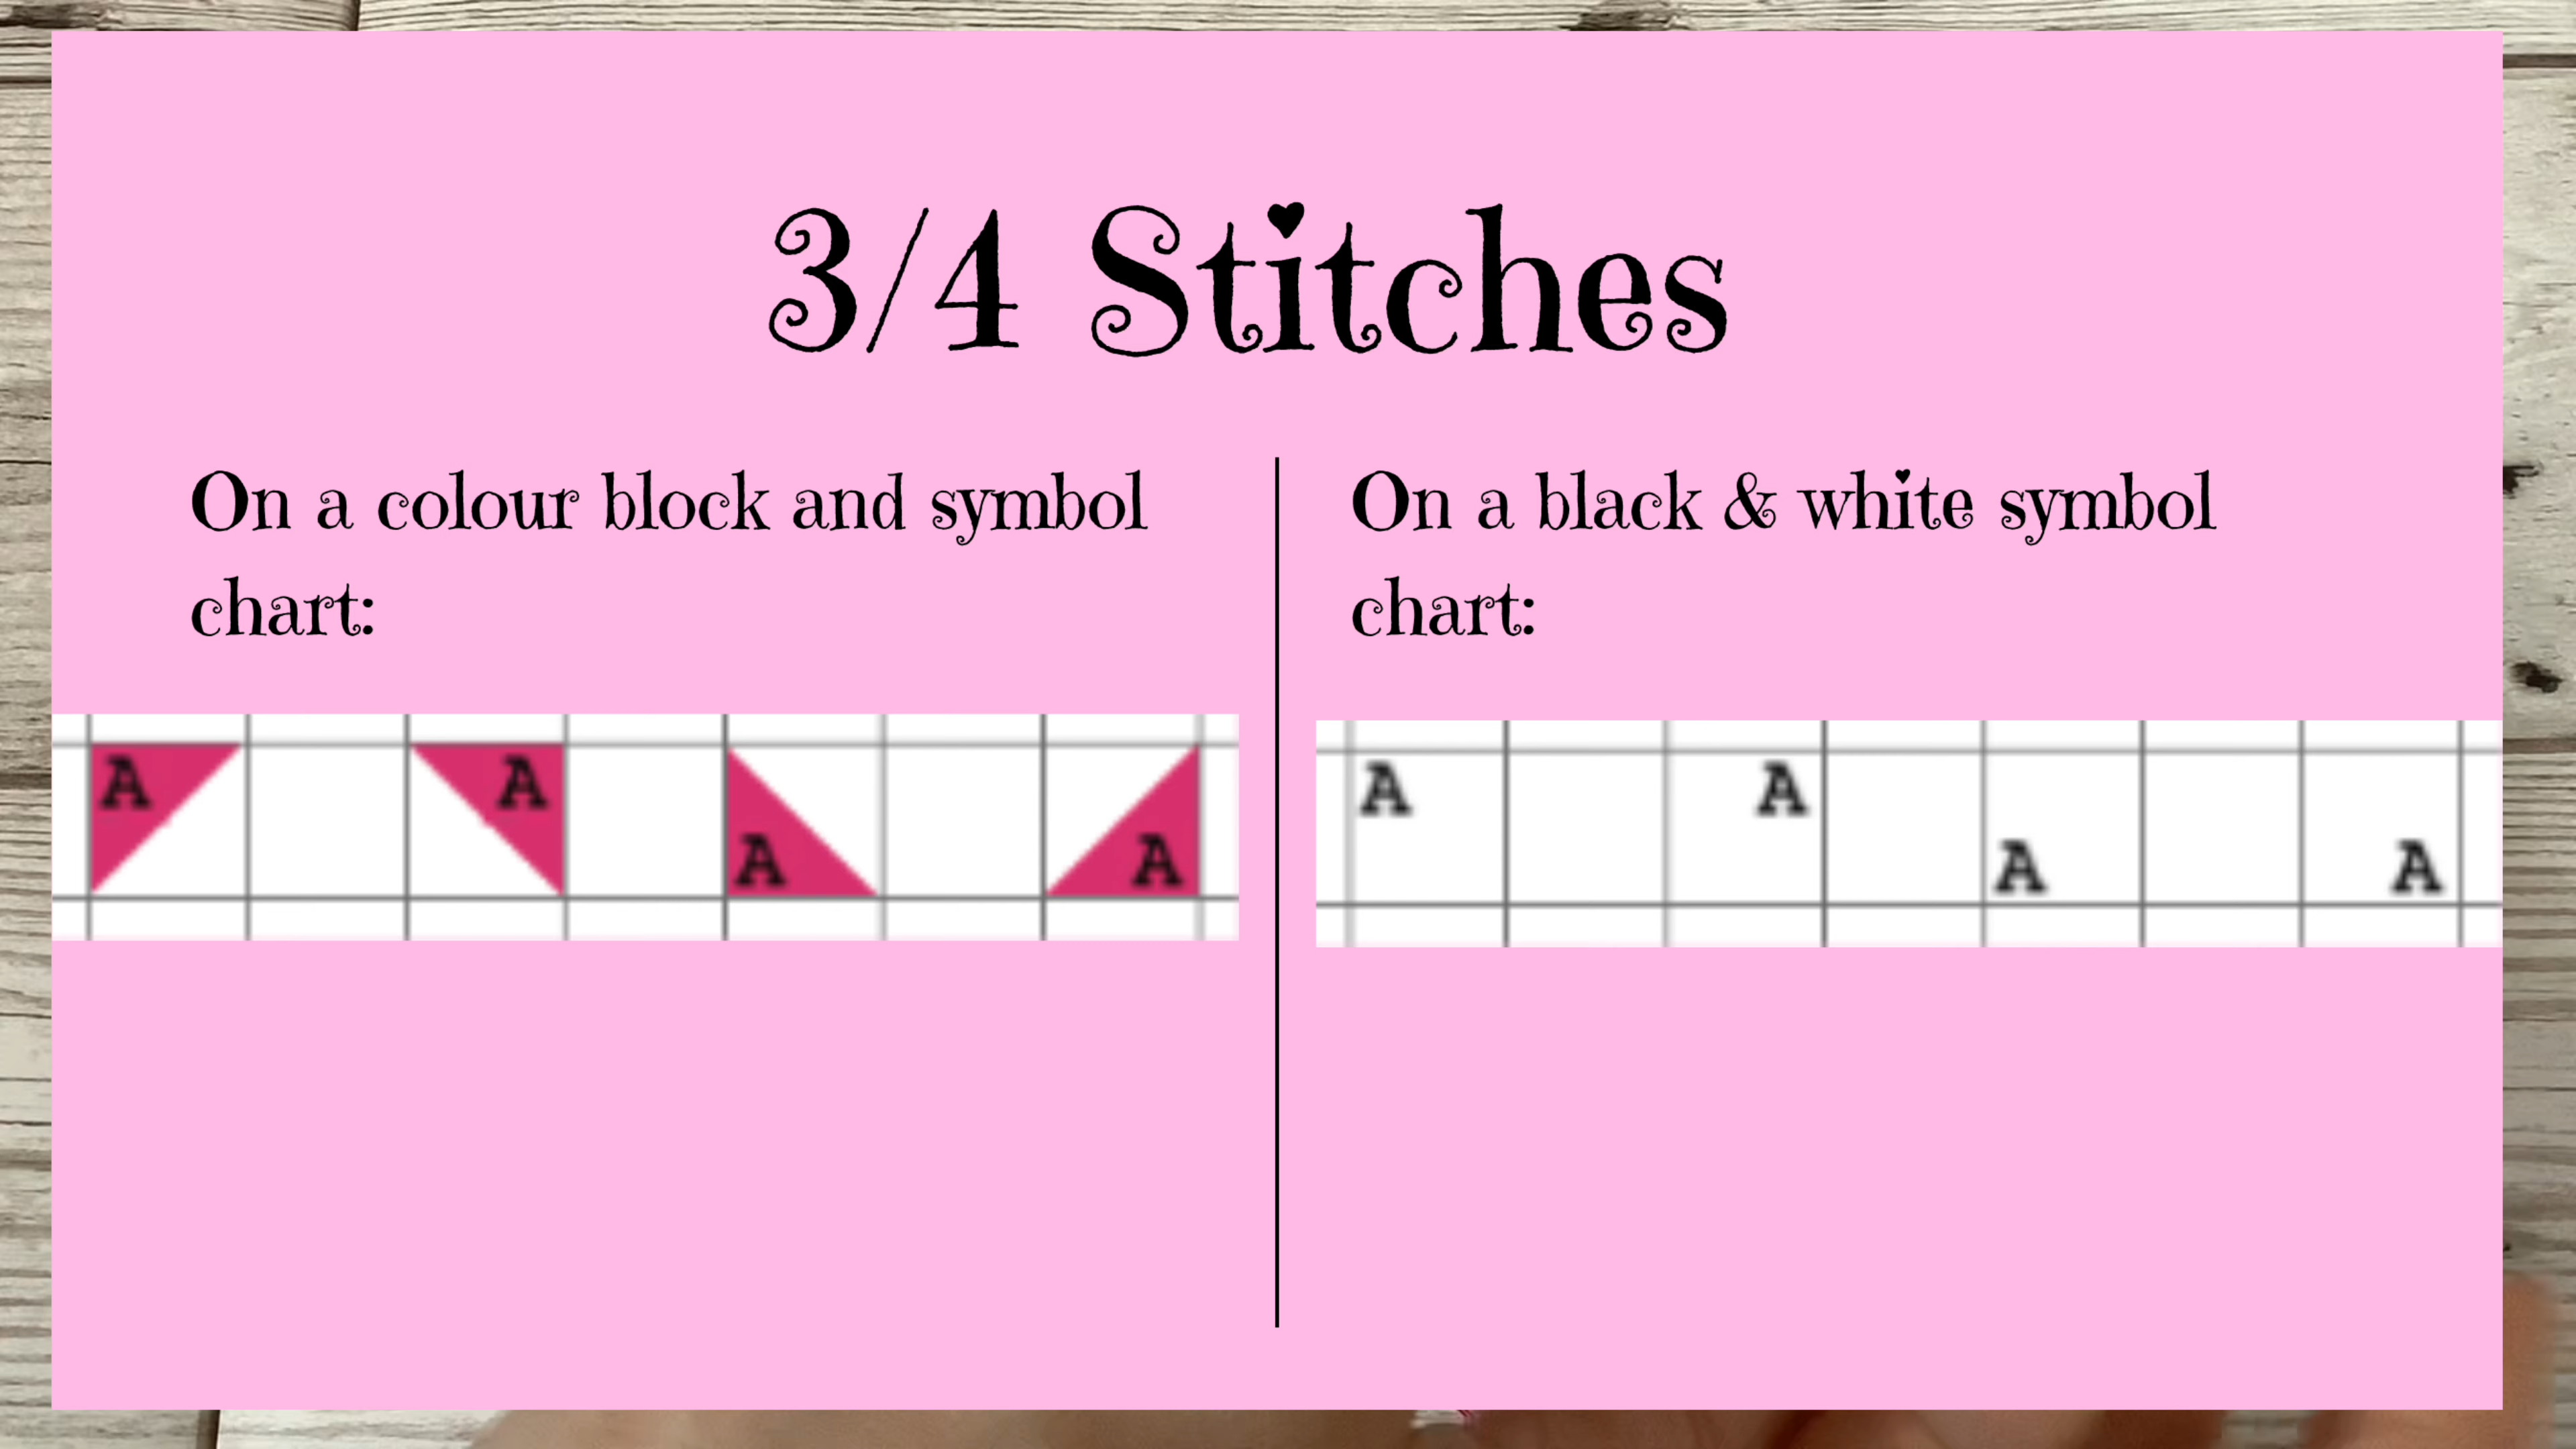 3/4 Stitches
On a colour block and symbol
chart:
A A A A
On a black & white symbol
chart:
A A A A